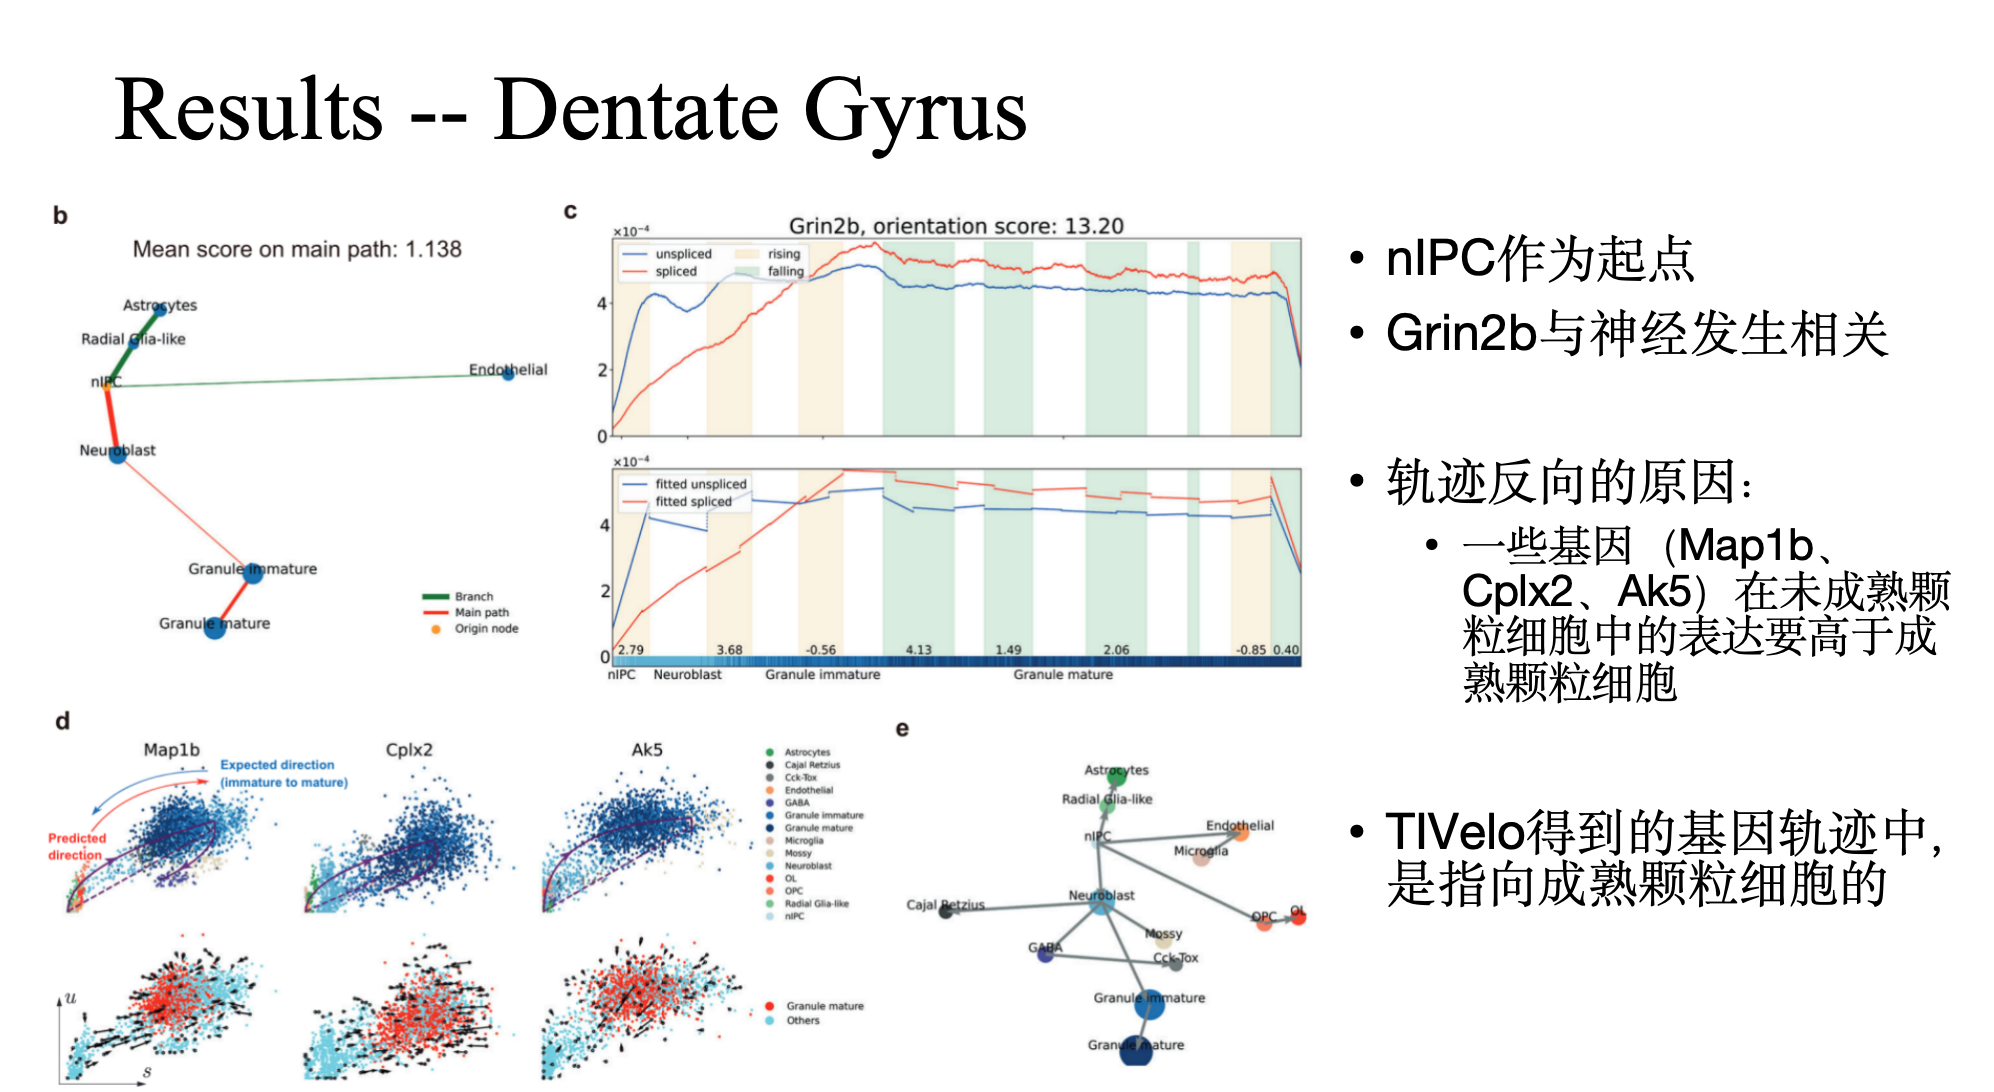 Results -- Dentate Gyrus
b
Mean score on main path: 1.138
Astrocytes
Radial Glia-like
nIPC
Endothelial
Neuroblast
Granule immature
Granule mature
Branch
Main path
Origin node
c
Grin2b, orientation score: 13.20
×10⁻⁴
unspliced
spliced
rising
falling
4
2
0
×10⁻⁴
fitted unspliced
fitted spliced
4
2
0
2.79 3.68 -0.56 4.13 1.49 2.06 -0.85 0.40
nIPC Neuroblast Granule immature Granule mature
d
Map1b Cplx2 Ak5
Expected direction
(immature to mature)
Predicted
direction
Astrocytes
Cajal Retzius
Cck-Tox
Endothelial
GABA
Granule immature
Granule mature
Microglia
Mossy
Neuroblast
OL
OPC
Radial Glia-like
nIPC
u
s
Granule mature
Others
e
Astrocytes
Radial Glia-like
nIPC
Endothelial
Microglia
Neuroblast
Cajal Retzius
OPC
OL
Mossy
GABA
Cck-Tox
Granule immature
Granule mature
• nIPC作为起点
• Grin2b与神经发生相关
• 轨迹反向的原因：
• 一些基因（Map1b、
Cplx2、Ak5）在未成熟颗
粒细胞中的表达要高于成
熟颗粒细胞
• TIVelo得到的基因轨迹中，
是指向成熟颗粒细胞的